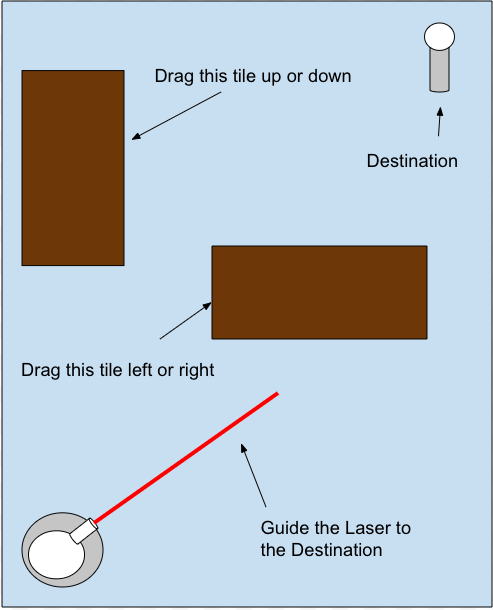 Drag this tile up or down
Destination
Drag this tile left or right
Guide the Laser to
the Destination